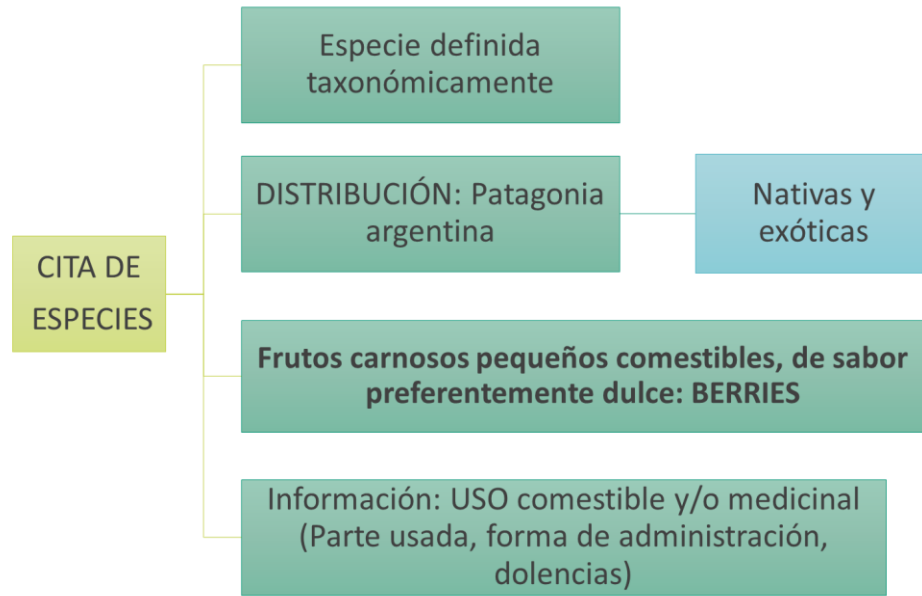 Especie definida
taxonómicamente
DISTRIBUCIÓN: Patagonia
argentina
Nativas y
exóticas
CITA DE
ESPECIES
Frutos carnosos pequeños comestibles, de sabor
preferentemente dulce: BERRIES
Información: USO comestible y/o medicinal
(Parte usada, forma de administración,
dolencias)